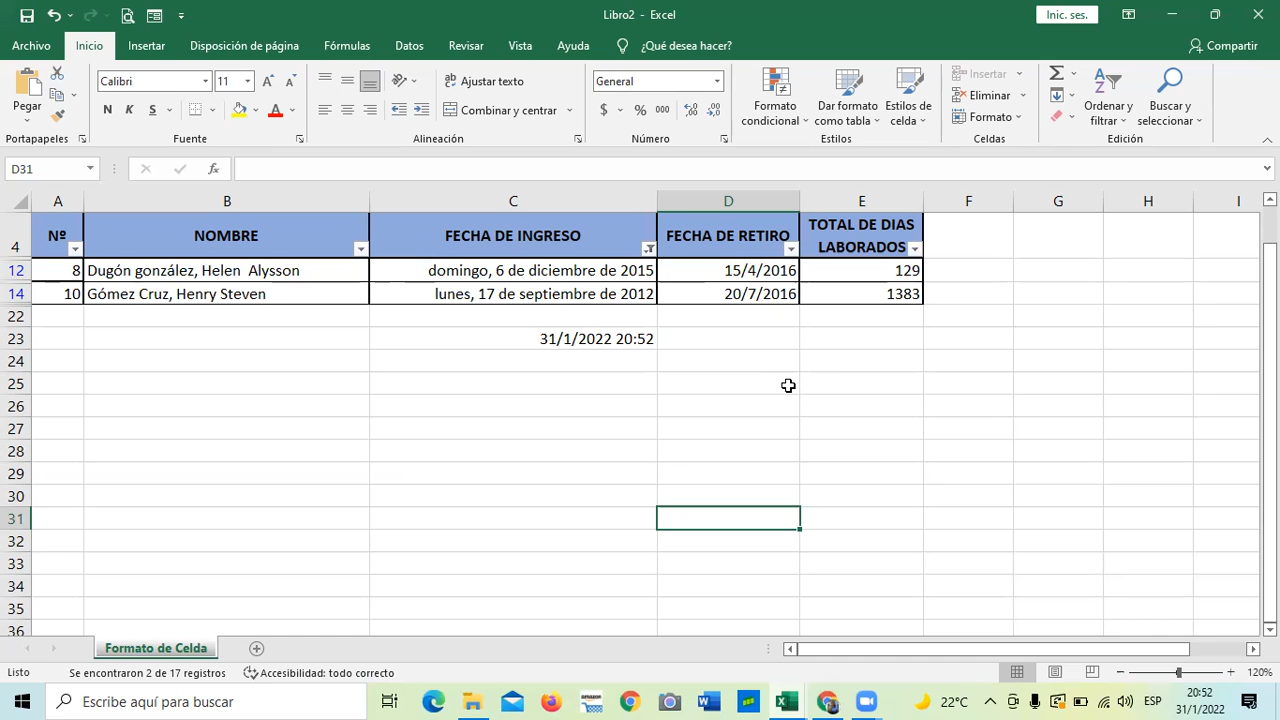 Libro2 - Excel
Inic. ses.
Archivo Inicio Insertar Disposición de página Fórmulas Datos Revisar Vista Ayuda ¿Qué desea hacer? Compartir
Pegar
Portapapeles
Calibri 11
N K S
Fuente
Ajustar texto
Combinar y centrar
Alineación
General
$ % 000
Número
Formato condicional
Dar formato como tabla
Estilos de celda
Estilos
Insertar
Eliminar
Formato
Celdas
Ordenar y filtrar
Buscar y seleccionar
Edición
D31
fx
A B C D E F G H I
4 Nº NOMBRE FECHA DE INGRESO FECHA DE RETIRO TOTAL DE DIAS LABORADOS
12 8 Dugón gonzález, Helen Alysson domingo, 6 de diciembre de 2015 15/4/2016 129
14 10 Gómez Cruz, Henry Steven lunes, 17 de septiembre de 2012 20/7/2016 1383
22
23 31/1/2022 20:52
24
25
26
27
28
29
30
31
32
33
34
35
36
Formato de Celda
Listo Se encontraron 2 de 17 registros Accesibilidad: todo correcto 120%
Escribe aquí para buscar
22°C
ESP
20:52
31/1/2022